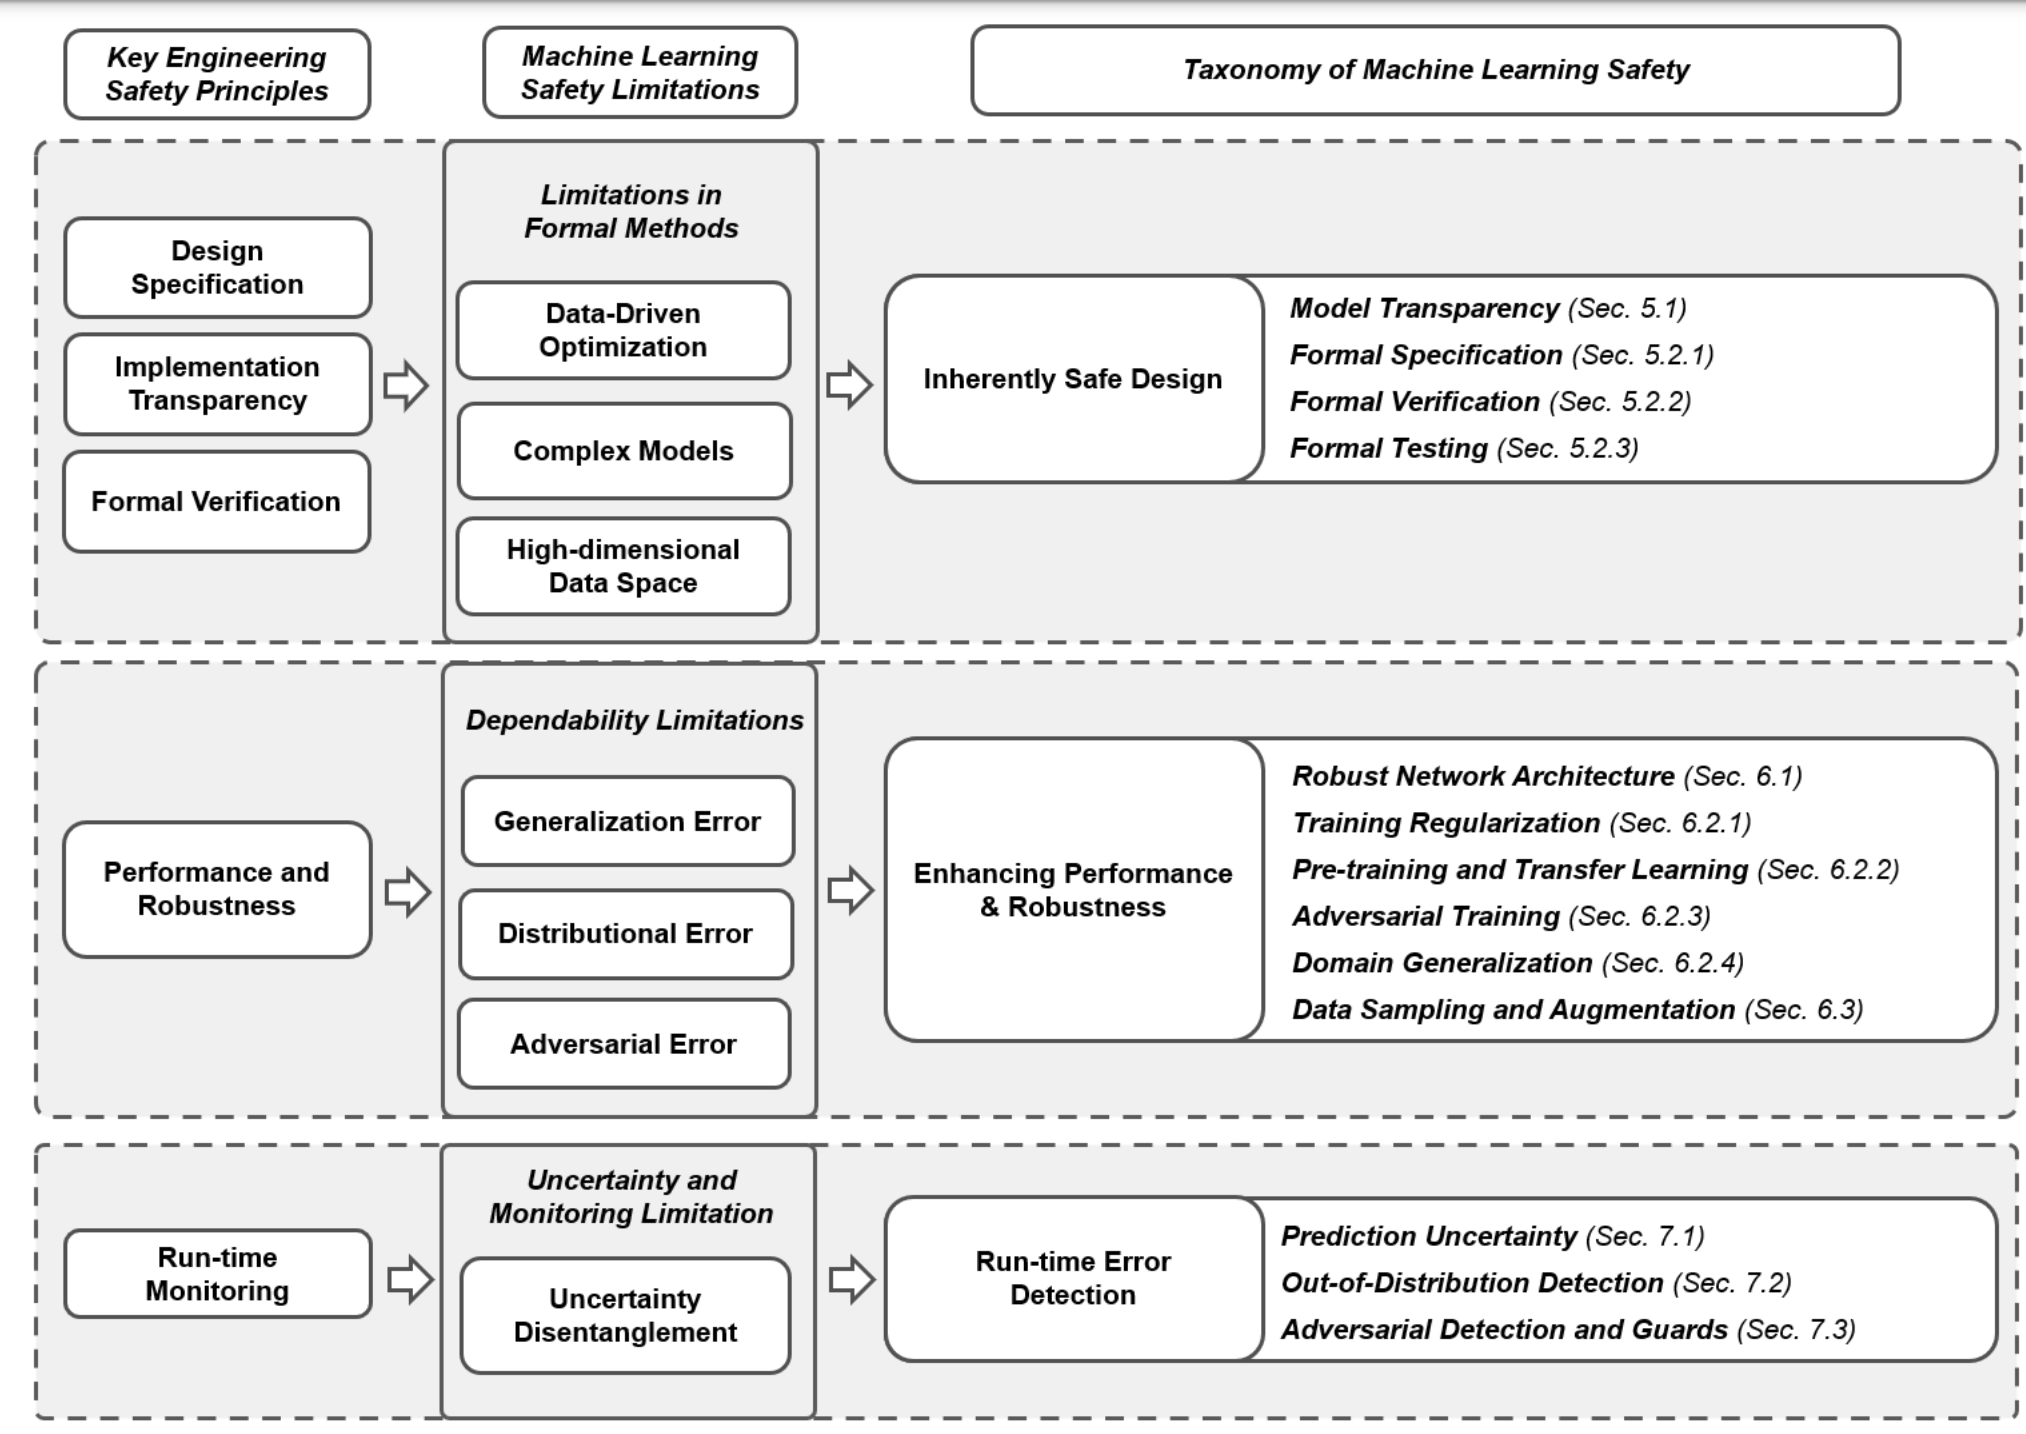 Key Engineering
Safety Principles
Machine Learning
Safety Limitations
Taxonomy of Machine Learning Safety
Design
Specification
Implementation
Transparency
Formal Verification
Limitations in
Formal Methods
Data-Driven
Optimization
Complex Models
High-dimensional
Data Space
Inherently Safe Design
Model Transparency (Sec. 5.1)
Formal Specification (Sec. 5.2.1)
Formal Verification (Sec. 5.2.2)
Formal Testing (Sec. 5.2.3)
Performance and
Robustness
Dependability Limitations
Generalization Error
Distributional Error
Adversarial Error
Enhancing Performance
& Robustness
Robust Network Architecture (Sec. 6.1)
Training Regularization (Sec. 6.2.1)
Pre-training and Transfer Learning (Sec. 6.2.2)
Adversarial Training (Sec. 6.2.3)
Domain Generalization (Sec. 6.2.4)
Data Sampling and Augmentation (Sec. 6.3)
Run-time
Monitoring
Uncertainty and
Monitoring Limitation
Uncertainty
Disentanglement
Run-time Error
Detection
Prediction Uncertainty (Sec. 7.1)
Out-of-Distribution Detection (Sec. 7.2)
Adversarial Detection and Guards (Sec. 7.3)